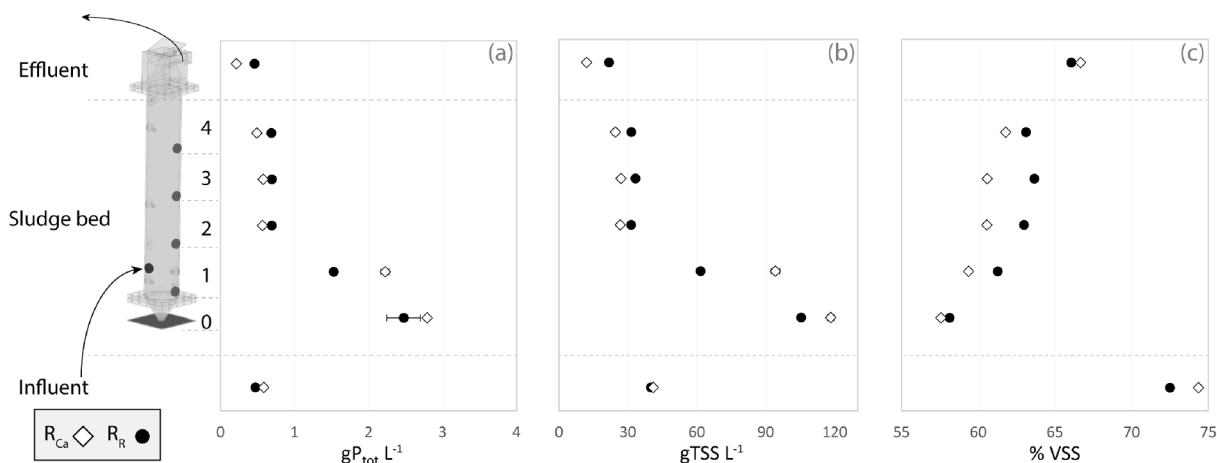 (a) (b) (c)
Effluent
4
3
Sludge bed 2
1
0
Influent
R_Ca ◇ R_R ●
0 1 2 3 4
gP_tot L⁻¹
0 30 60 90 120
gTSS L⁻¹
55 60 65 70 75
% VSS